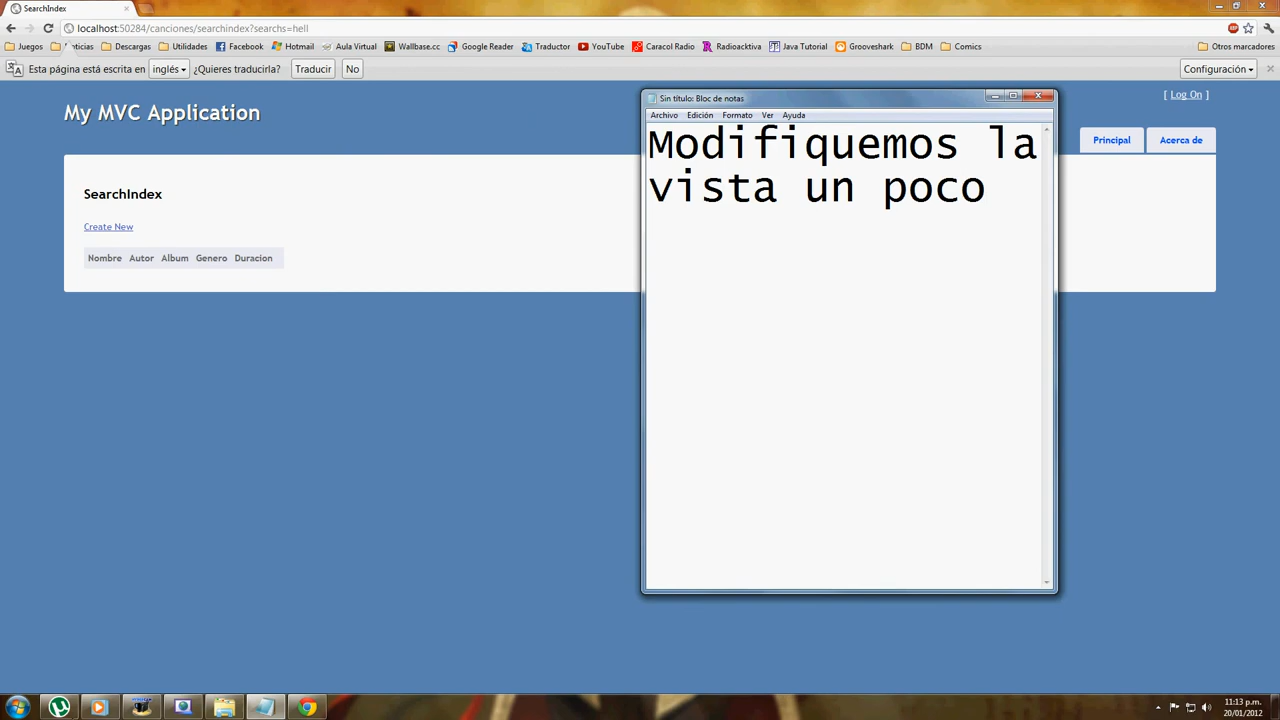 SearchIndex
localhost:50284/canciones/searchindex?searchs=hell
Juegos Noticias Descargas Utilidades Facebook Hotmail Aula Virtual Wallbase.cc Google Reader Traductor YouTube Caracol Radio Radioacktiva Java Tutorial Grooveshark BDM Comics Otros marcadores
Esta página está escrita en inglés ¿Quieres traducirla? Traducir No Configuración
[ Log On ]
My MVC Application
Principal Acerca de
SearchIndex
Create New
Nombre Autor Album Genero Duracion
Sin título: Bloc de notas
Archivo Edición Formato Ver Ayuda
Modifiquemos la
vista un poco
11:13 p.m.
20/01/2012